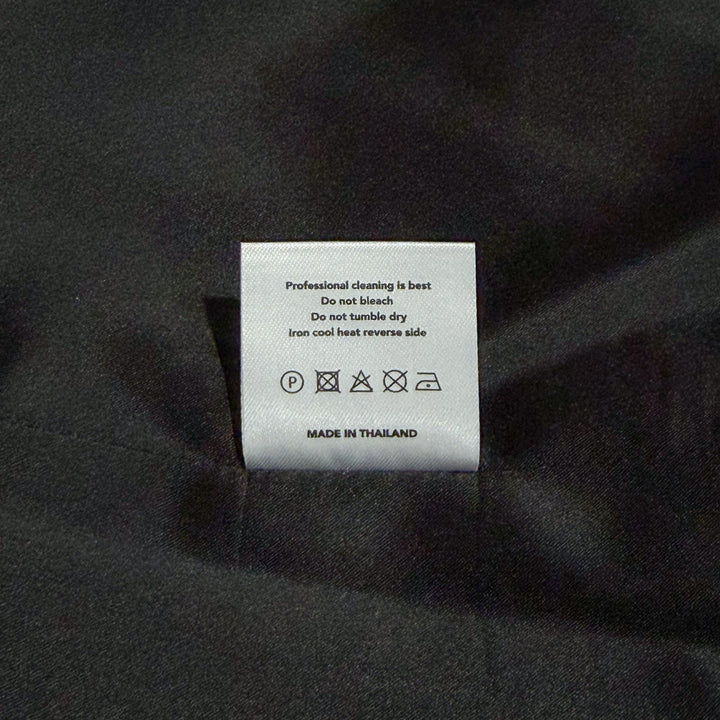 Professional cleaning is best
Do not bleach
Do not tumble dry
Iron cool heat reverse side
P
MADE IN THAILAND